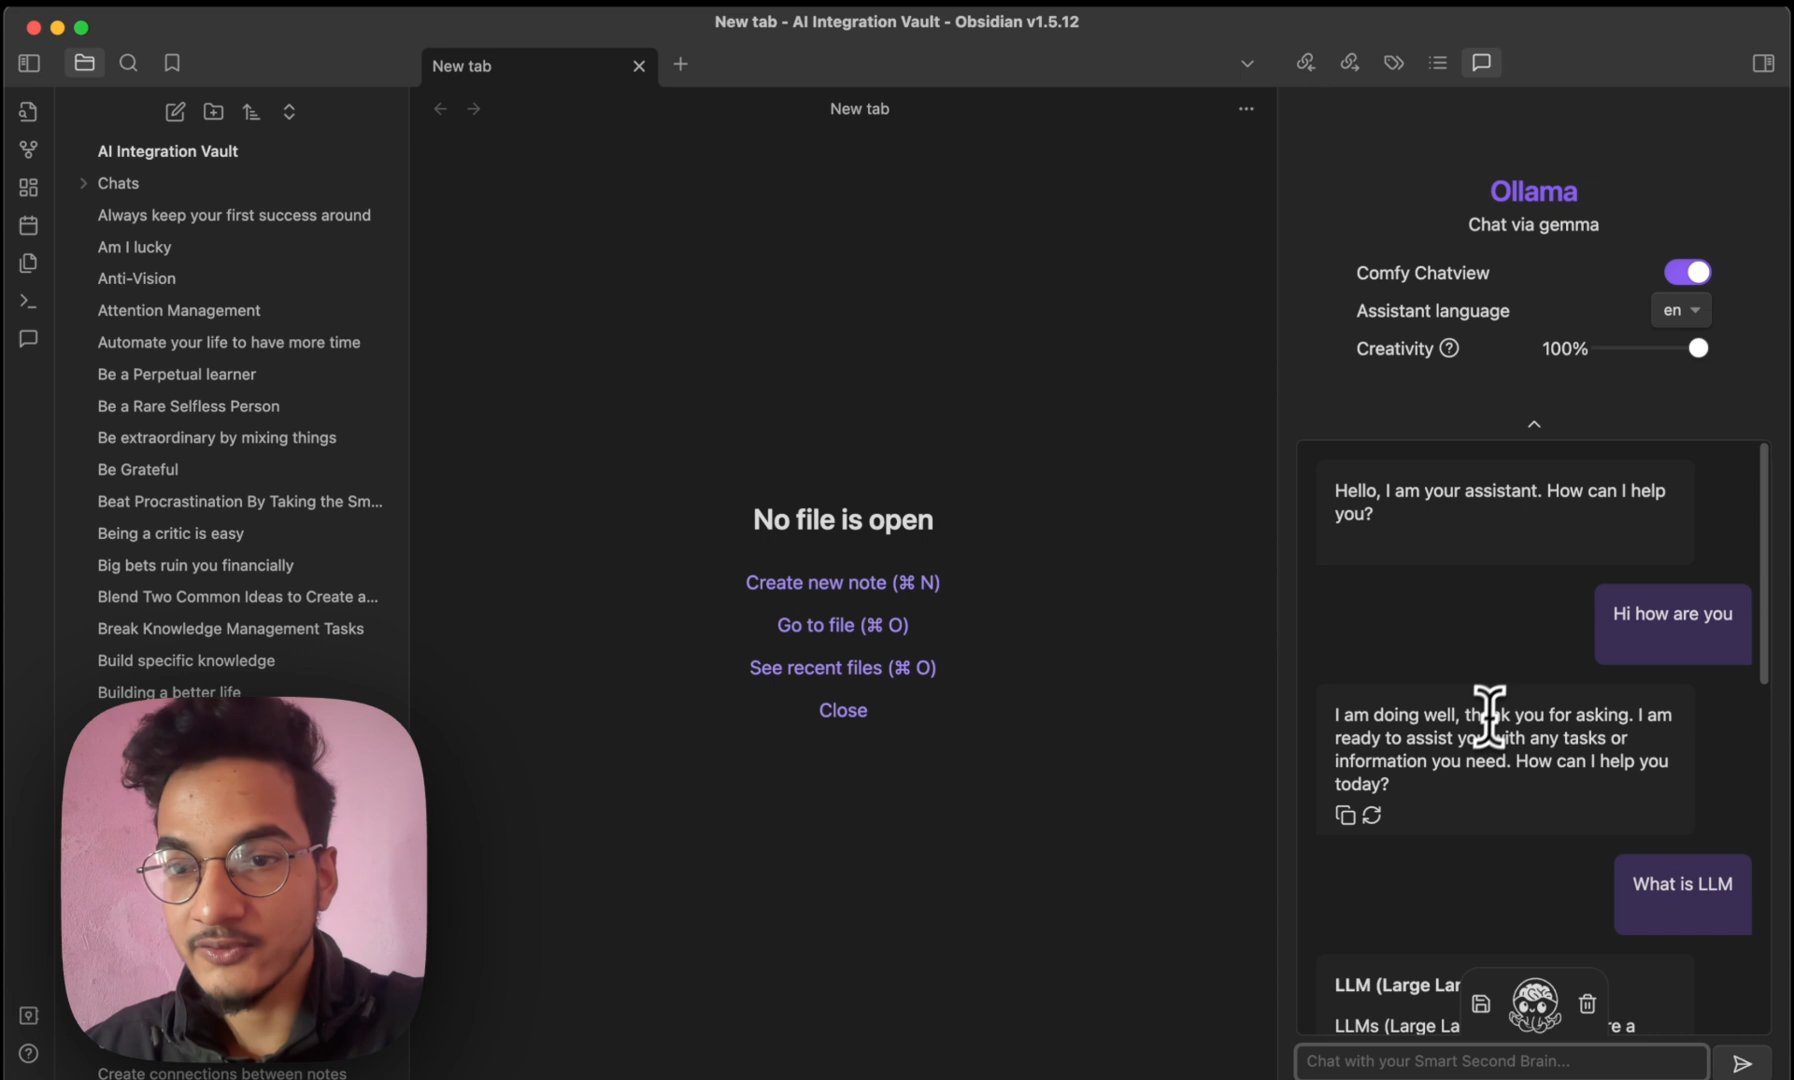 New tab - AI Integration Vault - Obsidian v1.5.12
New tab
New tab
AI Integration Vault
Chats
Always keep your first success around
Am I lucky
Anti-Vision
Attention Management
Automate your life to have more time
Be a Perpetual learner
Be a Rare Selfless Person
Be extraordinary by mixing things
Be Grateful
Beat Procrastination By Taking the Sm...
Being a critic is easy
Big bets ruin you financially
Blend Two Common Ideas to Create a...
Break Knowledge Management Tasks
Build specific knowledge
Building a better life
Create connections between notes
No file is open
Create new note (⌘ N)
Go to file (⌘ O)
See recent files (⌘ O)
Close
Ollama
Chat via gemma
Comfy Chatview
Assistant language
en
Creativity
100%
Hello, I am your assistant. How can I help
you?
Hi how are you
I am doing well, thank you for asking. I am
ready to assist you with any tasks or
information you need. How can I help you
today?
What is LLM
LLM (Large Lar
LLMs (Large La re a
Chat with your Smart Second Brain...